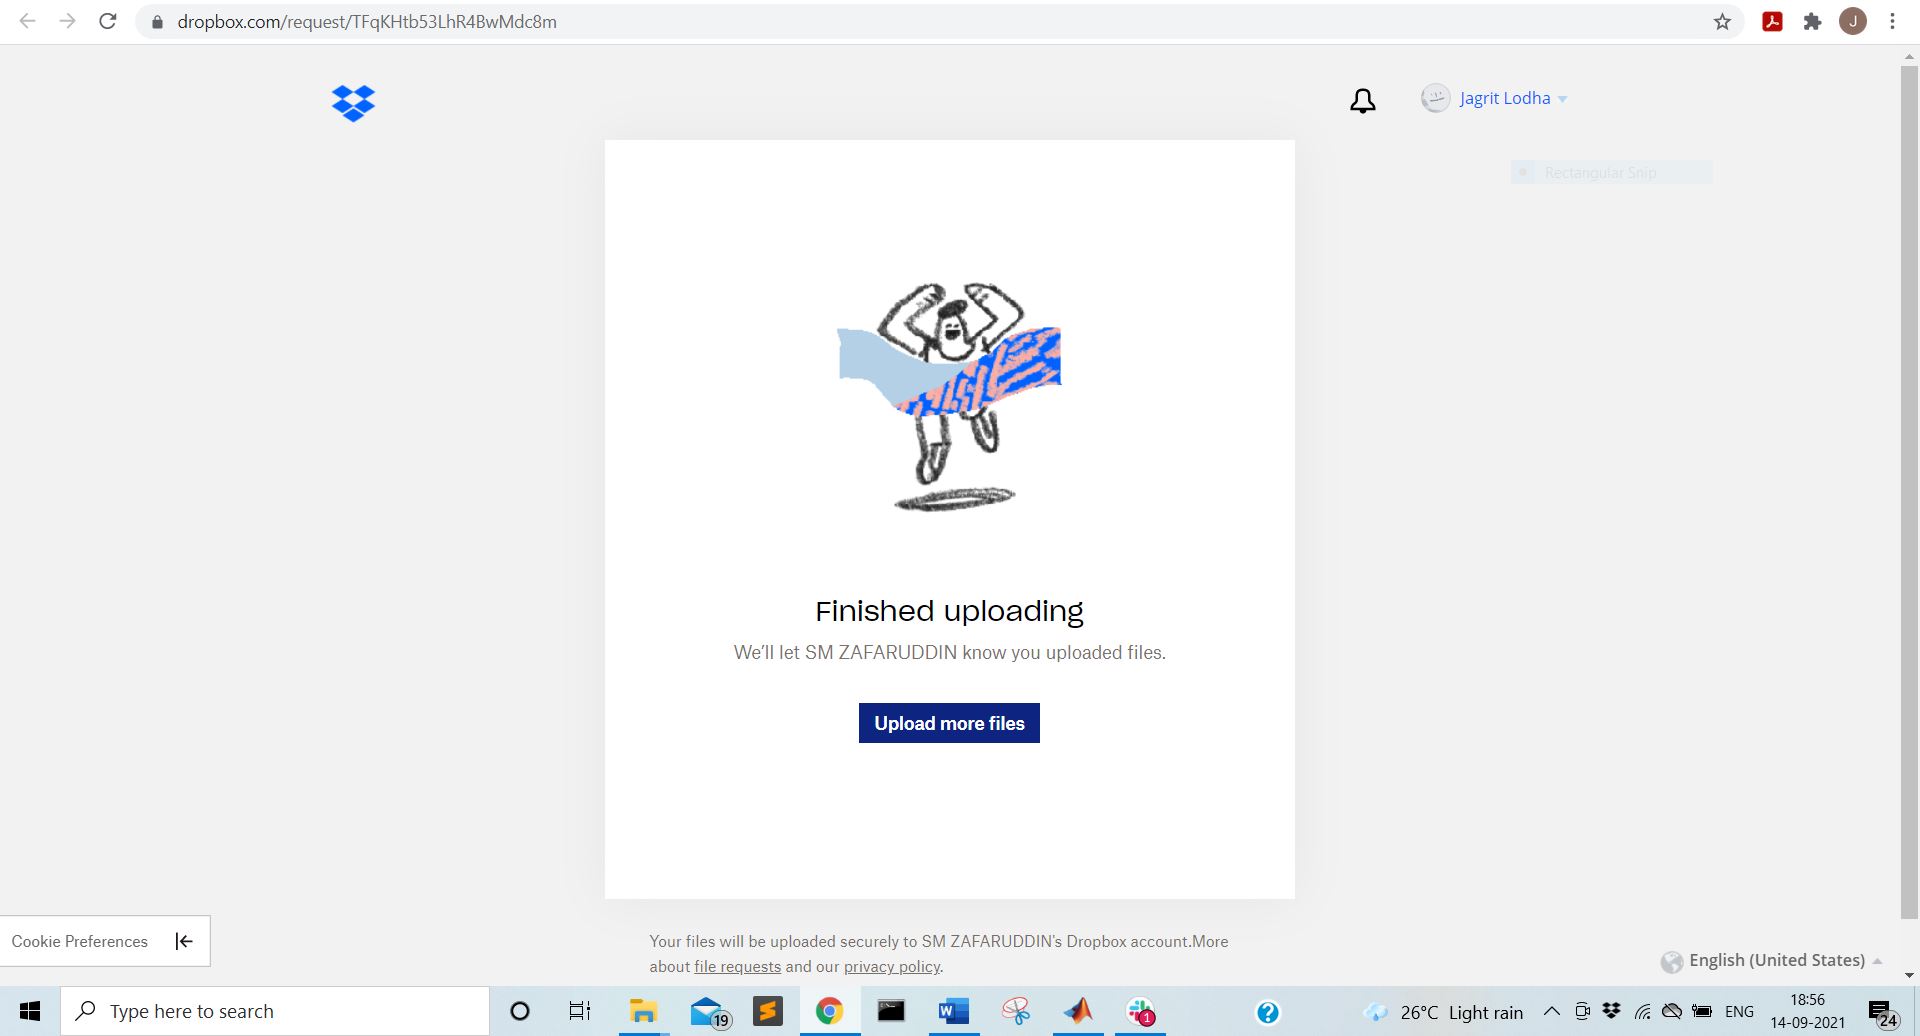 dropbox.com/request/TFqKHtb53LhR4BwMdc8m
J
Jagrit Lodha
Rectangular Snip
Finished uploading
We'll let SM ZAFARUDDIN know you uploaded files.
Upload more files
Cookie Preferences
Your files will be uploaded securely to SM ZAFARUDDIN's Dropbox account.More
about file requests and our privacy policy.
English (United States)
Type here to search
19
1
26°C Light rain
ENG
18:56
14-09-2021
24